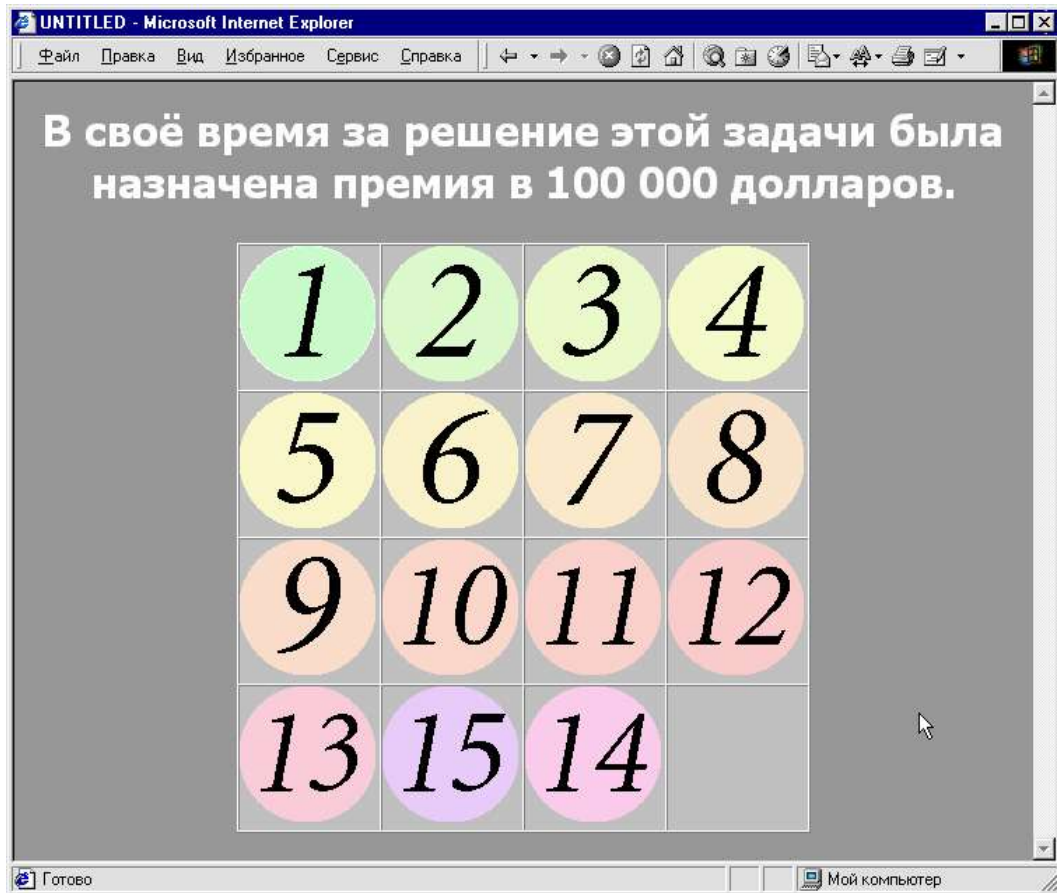 UNTITLED - Microsoft Internet Explorer
Файл Правка Вид Избранное Сервис Справка
В своё время за решение этой задачи была
назначена премия в 100 000 долларов.
1 2 3 4
5 6 7 8
9 10 11 12
13 15 14
Готово Мой компьютер